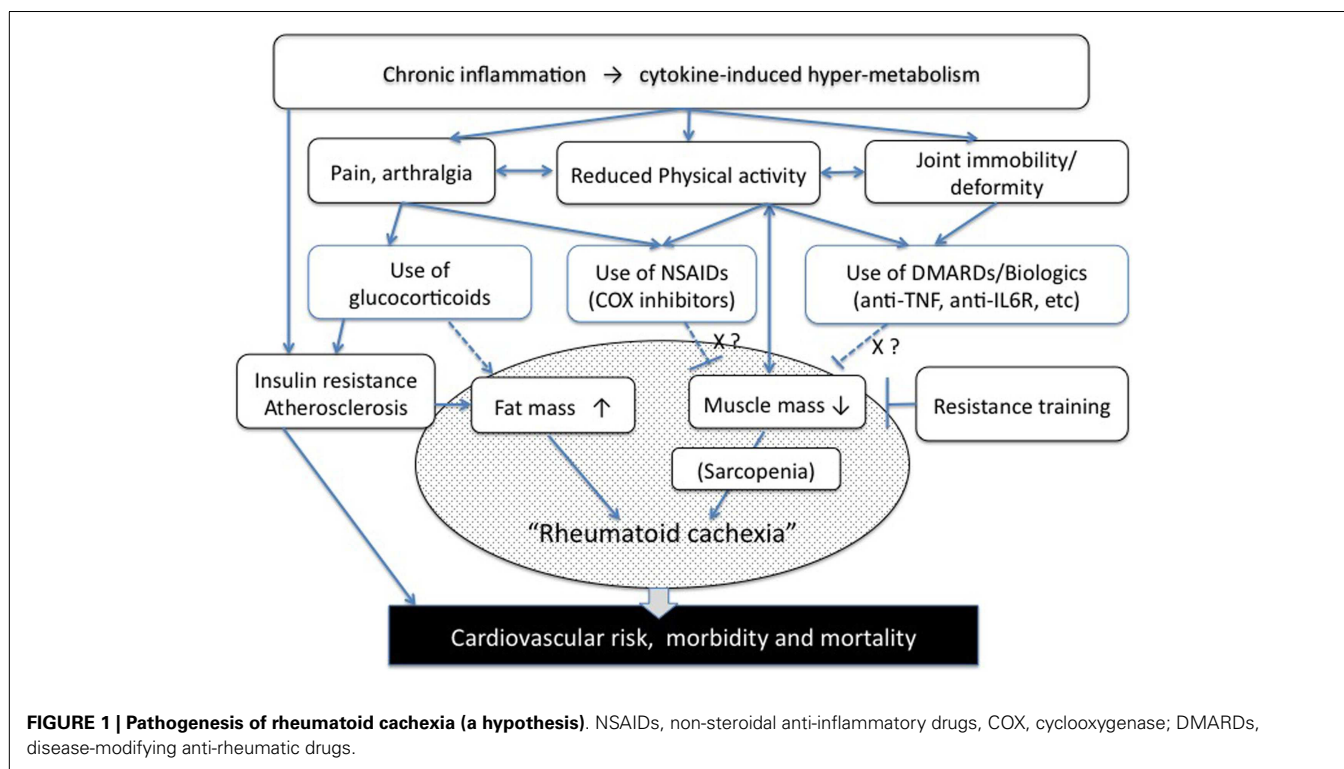 Chronic inflammation → cytokine-induced hyper-metabolism
Pain, arthralgia
Reduced Physical activity
Joint immobility/
deformity
Use of
glucocorticoids
Use of NSAIDs
(COX inhibitors)
Use of DMARDs/Biologics
(anti-TNF, anti-IL6R, etc)
X ?
X ?
Insulin resistance
Atherosclerosis
Fat mass ↑
Muscle mass ↓
Resistance training
(Sarcopenia)
“Rheumatoid cachexia”
Cardiovascular risk, morbidity and mortality
FIGURE 1 | Pathogenesis of rheumatoid cachexia (a hypothesis). NSAIDs, non-steroidal anti-inflammatory drugs, COX, cyclooxygenase; DMARDs,
disease-modifying anti-rheumatic drugs.